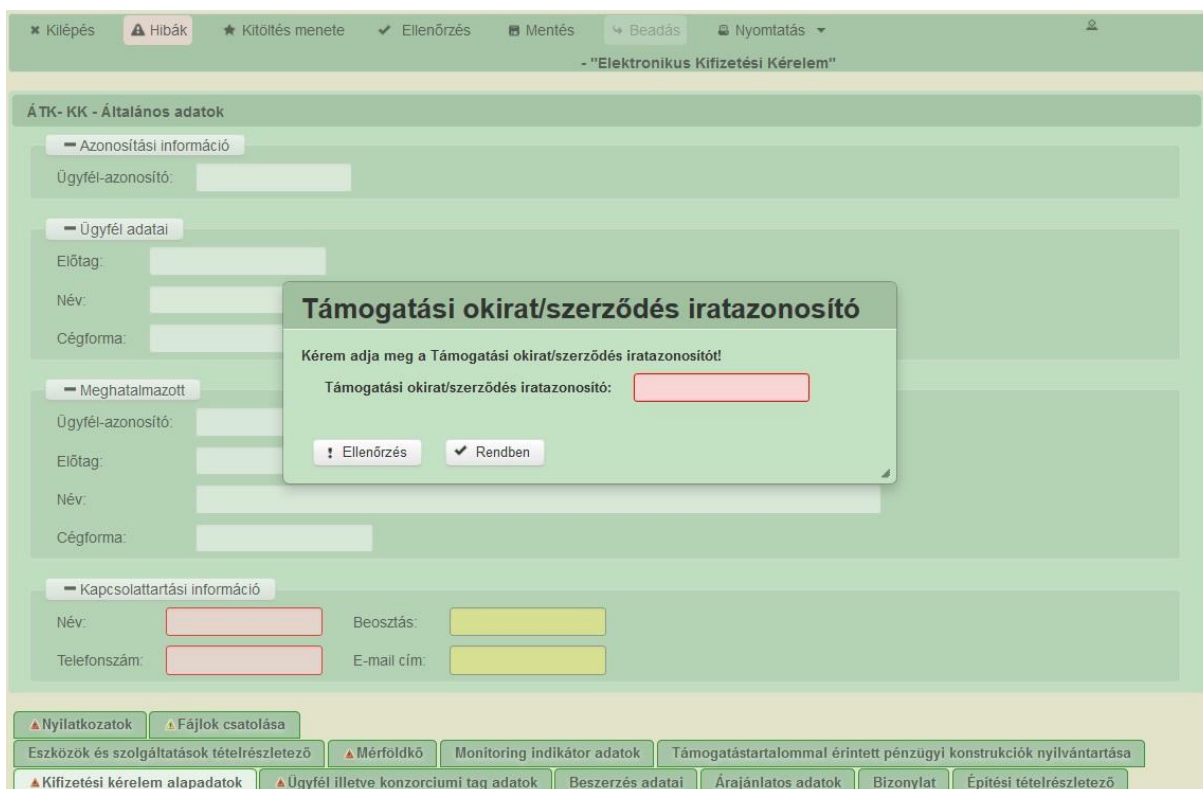 Kilépés Hibák Kitöltés menete Ellenőrzés Mentés Beadás Nyomtatás
- "Elektronikus Kifizetési Kérelem"
ÁTK- KK - Általános adatok
Azonosítási információ
Ügyfél-azonosító:
Ügyfél adatai
Előtag:
Név:
Cégforma:
Támogatási okirat/szerződés iratazonosító
Kérem adja meg a Támogatási okirat/szerződés iratazonosítót!
Támogatási okirat/szerződés iratazonosító:
Ellenőrzés Rendben
Meghatalmazott
Ügyfél-azonosító:
Előtag:
Név:
Cégforma:
Kapcsolattartási információ
Név: Beosztás:
Telefonszám: E-mail cím:
Nyilatkozatok Fájlok csatolása
Eszközök és szolgáltatások tételrészletező Mérföldkő Monitoring indikátor adatok Támogatástartalommal érintett pénzügyi konstrukciók nyilvántartása
Kifizetési kérelem alapadatok Ügyfél illetve konzorciumi tag adatok Beszerzés adatai Árajánlatos adatok Bizonylat Építési tételrészletező